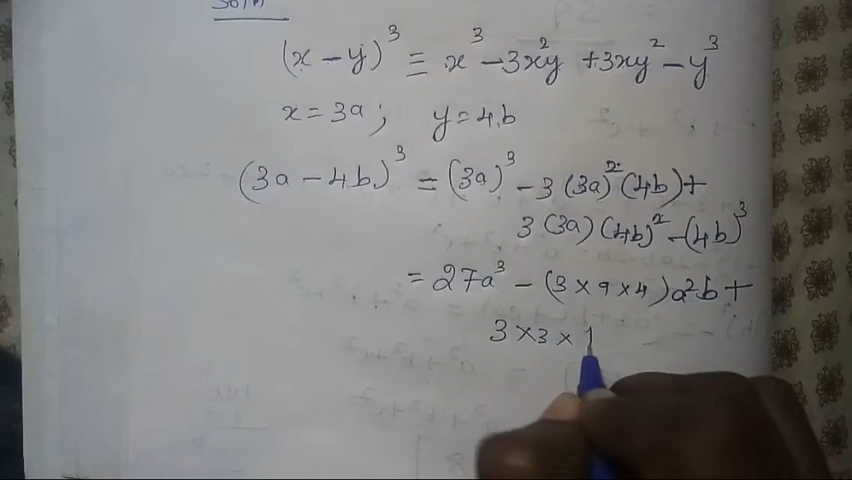 Soln
(x - y)³ = x³ - 3x²y + 3xy² - y³
x = 3a ; y = 4b
(3a - 4b)³ = (3a)³ - 3(3a)²(4b) +
3(3a)(4b)² - (4b)³
= 27a³ - (3 × 9 × 4)a²b +
3 × 3 × 1